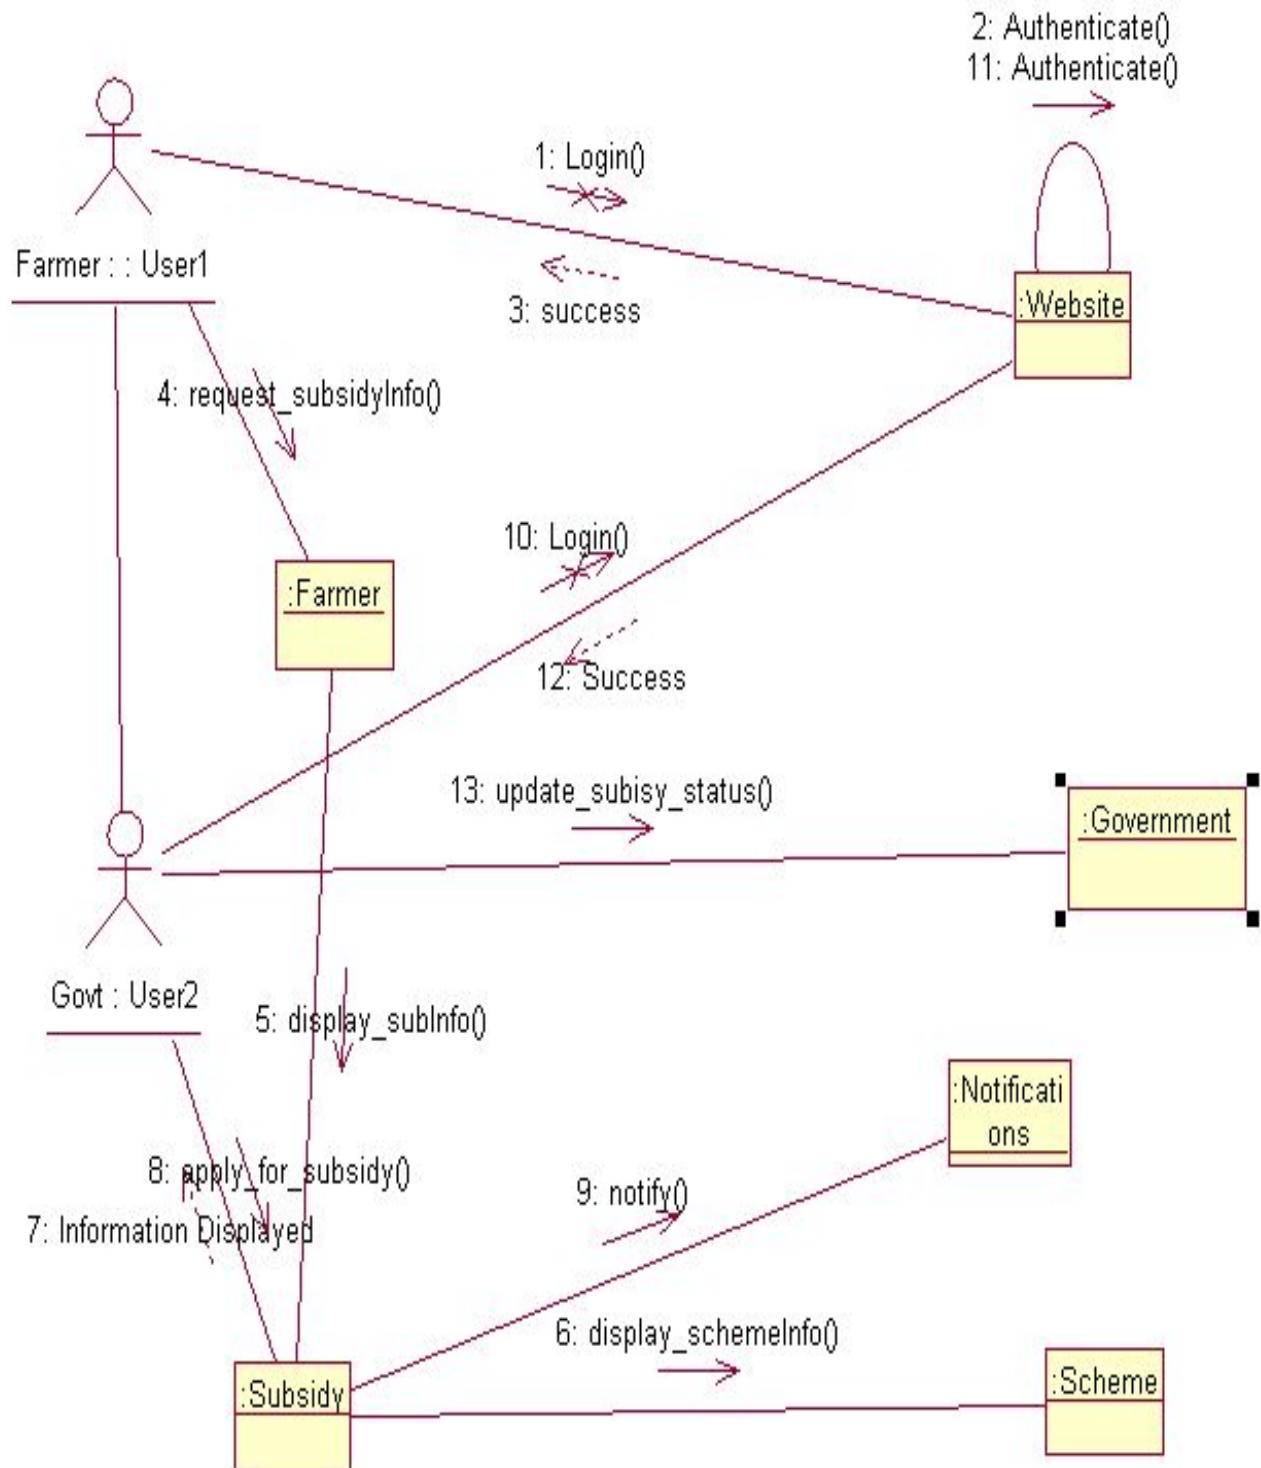 2: Authenticate()
11: Authenticate()
1: Login()
Farmer : : User1
:Website
3: success
4: request_subsidyInfo()
10: Login()
:Farmer
12: Success
13: update_subisy_status()
:Government
Govt : User2
5: display_subInfo()
:Notificati
ons
8: apply_for_subsidy()
9: notify()
7: Information Displayed
6: display_schemeInfo()
:Subsidy
:Scheme